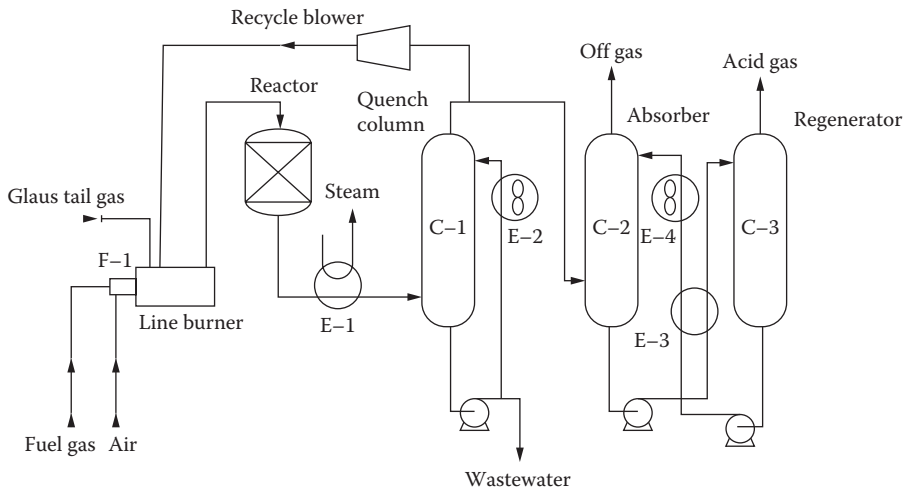 Recycle blower
Off gas
Acid gas
Reactor
Quench
column
Absorber
Regenerator
Glaus tail gas
Steam
F–1
C–1
E–2
C–2
E–4
C–3
Line burner
E–1
E–3
Fuel gas
Air
Wastewater